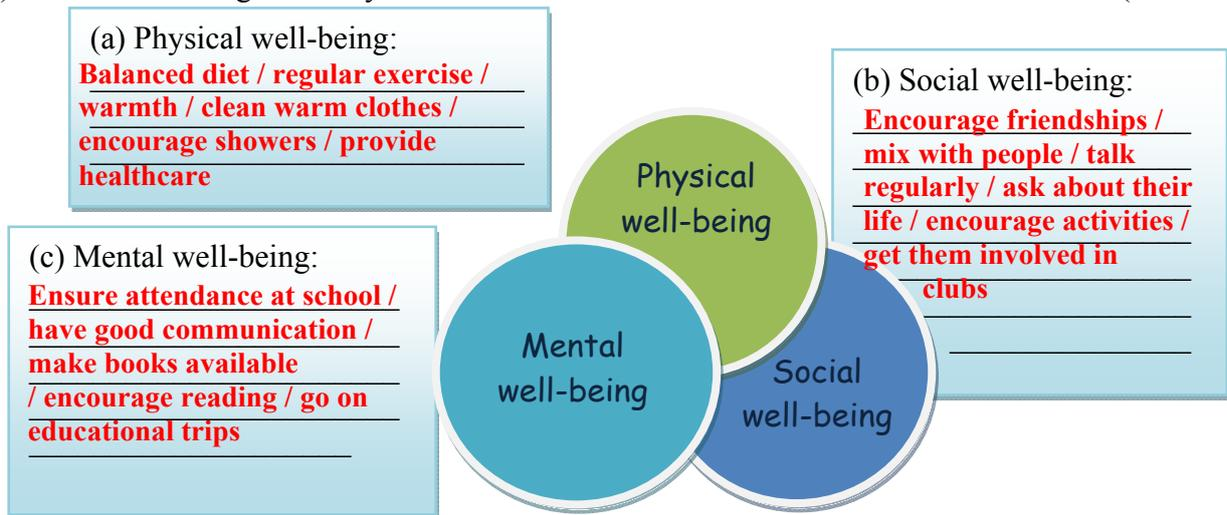 (a) Physical well-being:
Balanced diet / regular exercise /
warmth / clean warm clothes /
encourage showers / provide
healthcare
(b) Social well-being:
Encourage friendships /
mix with people / talk
regularly / ask about their
life / encourage activities /
get them involved in
clubs
(c) Mental well-being:
Ensure attendance at school /
have good communication /
make books available
/ encourage reading / go on
educational trips
Physical
well-being
Mental
well-being
Social
well-being